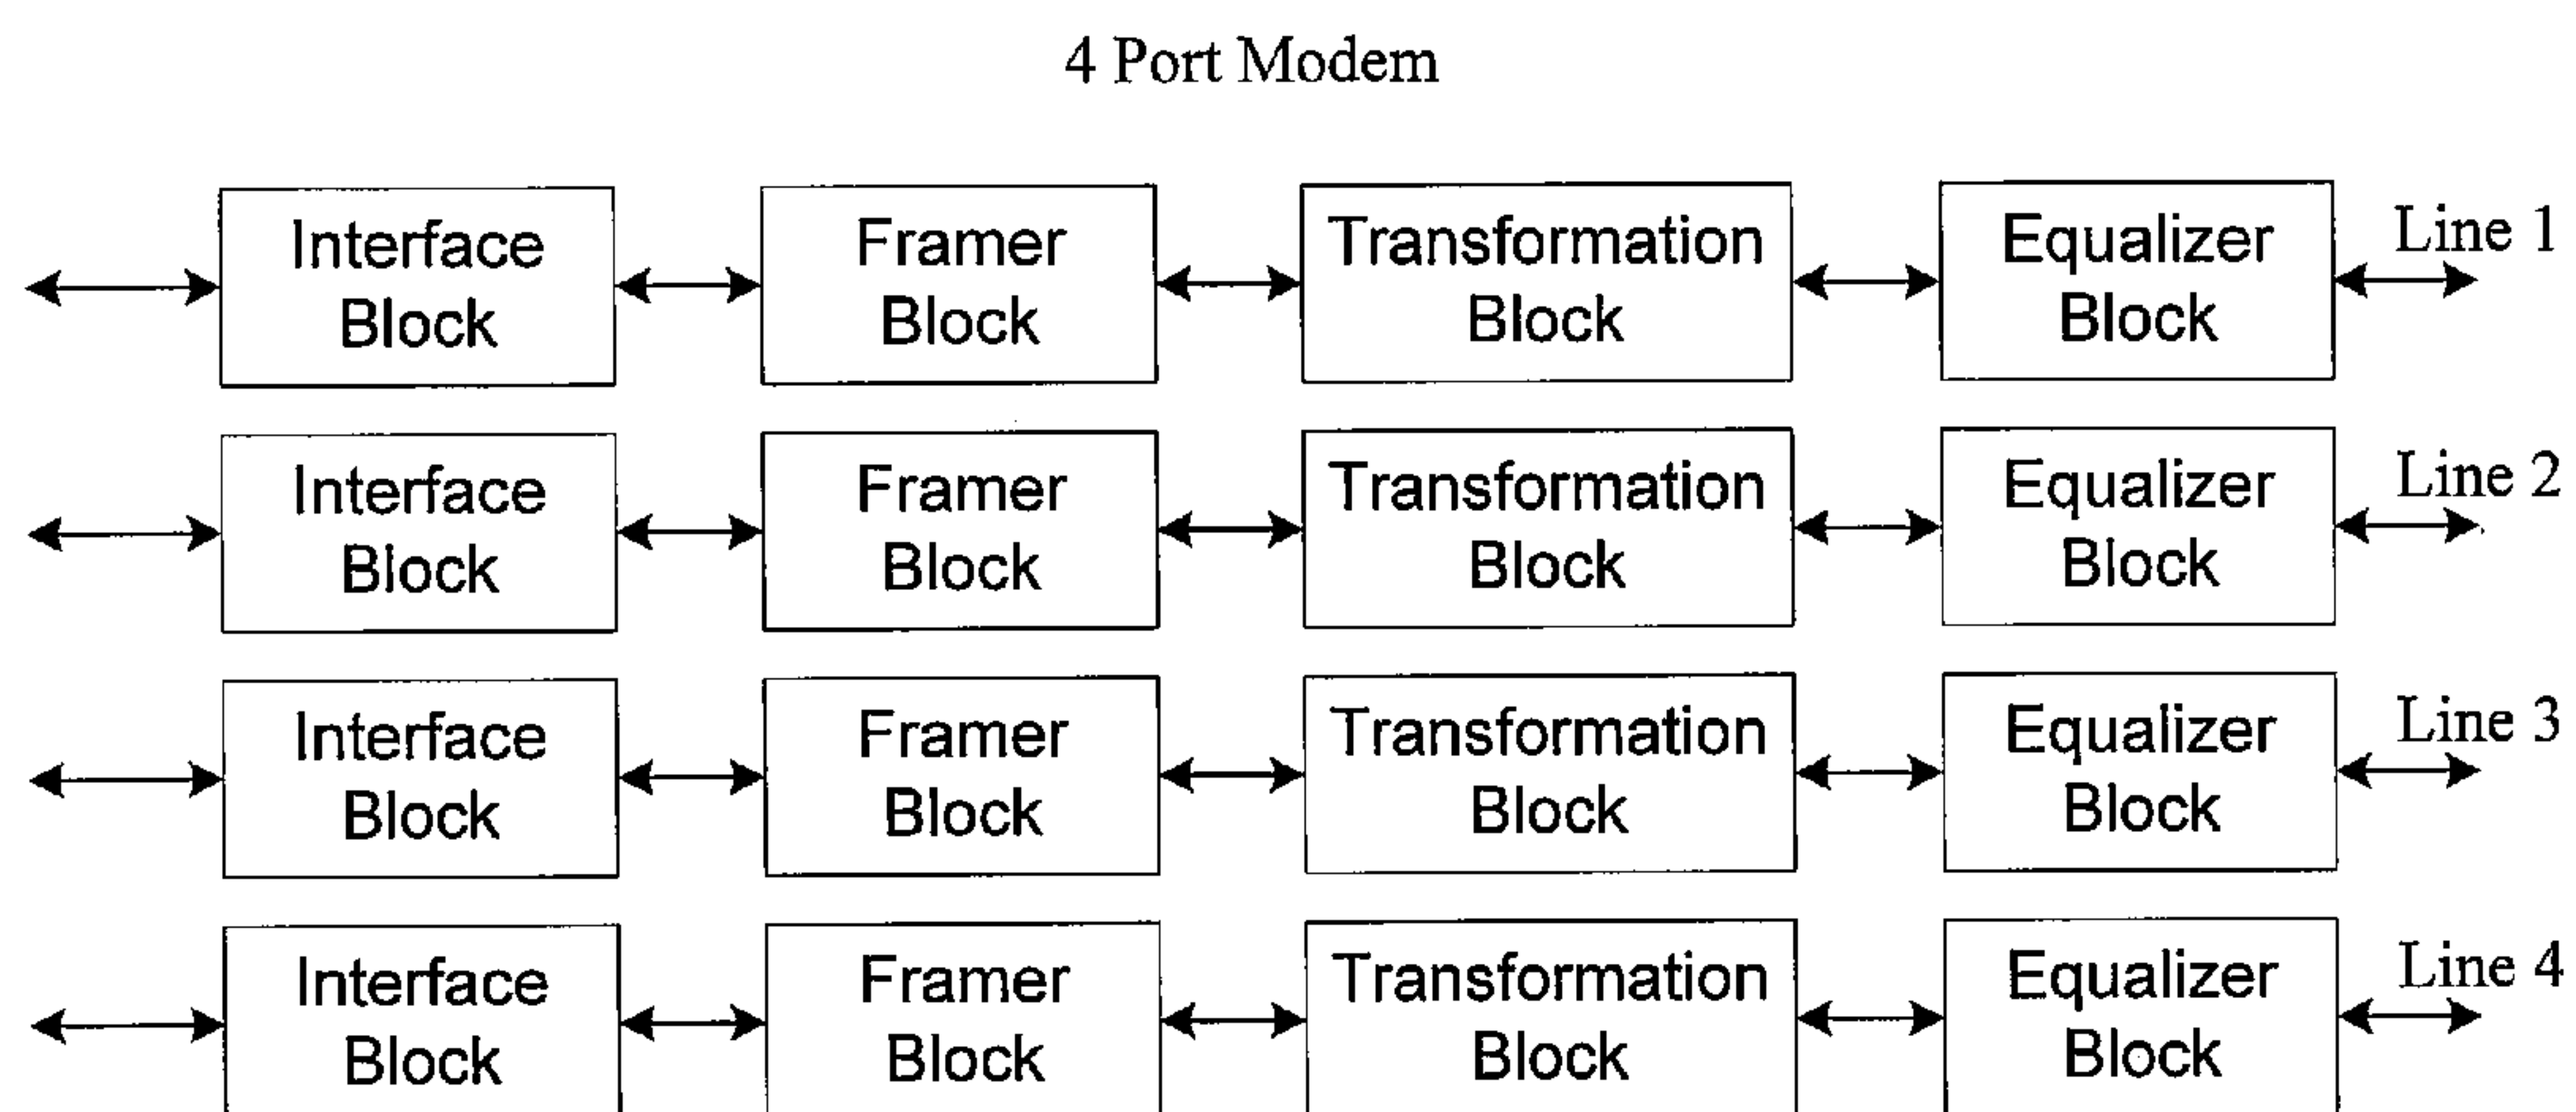 4 Port Modem
Interface Block
Framer Block
Transformation Block
Equalizer Block
Line 1
Interface Block
Framer Block
Transformation Block
Equalizer Block
Line 2
Interface Block
Framer Block
Transformation Block
Equalizer Block
Line 3
Interface Block
Framer Block
Transformation Block
Equalizer Block
Line 4